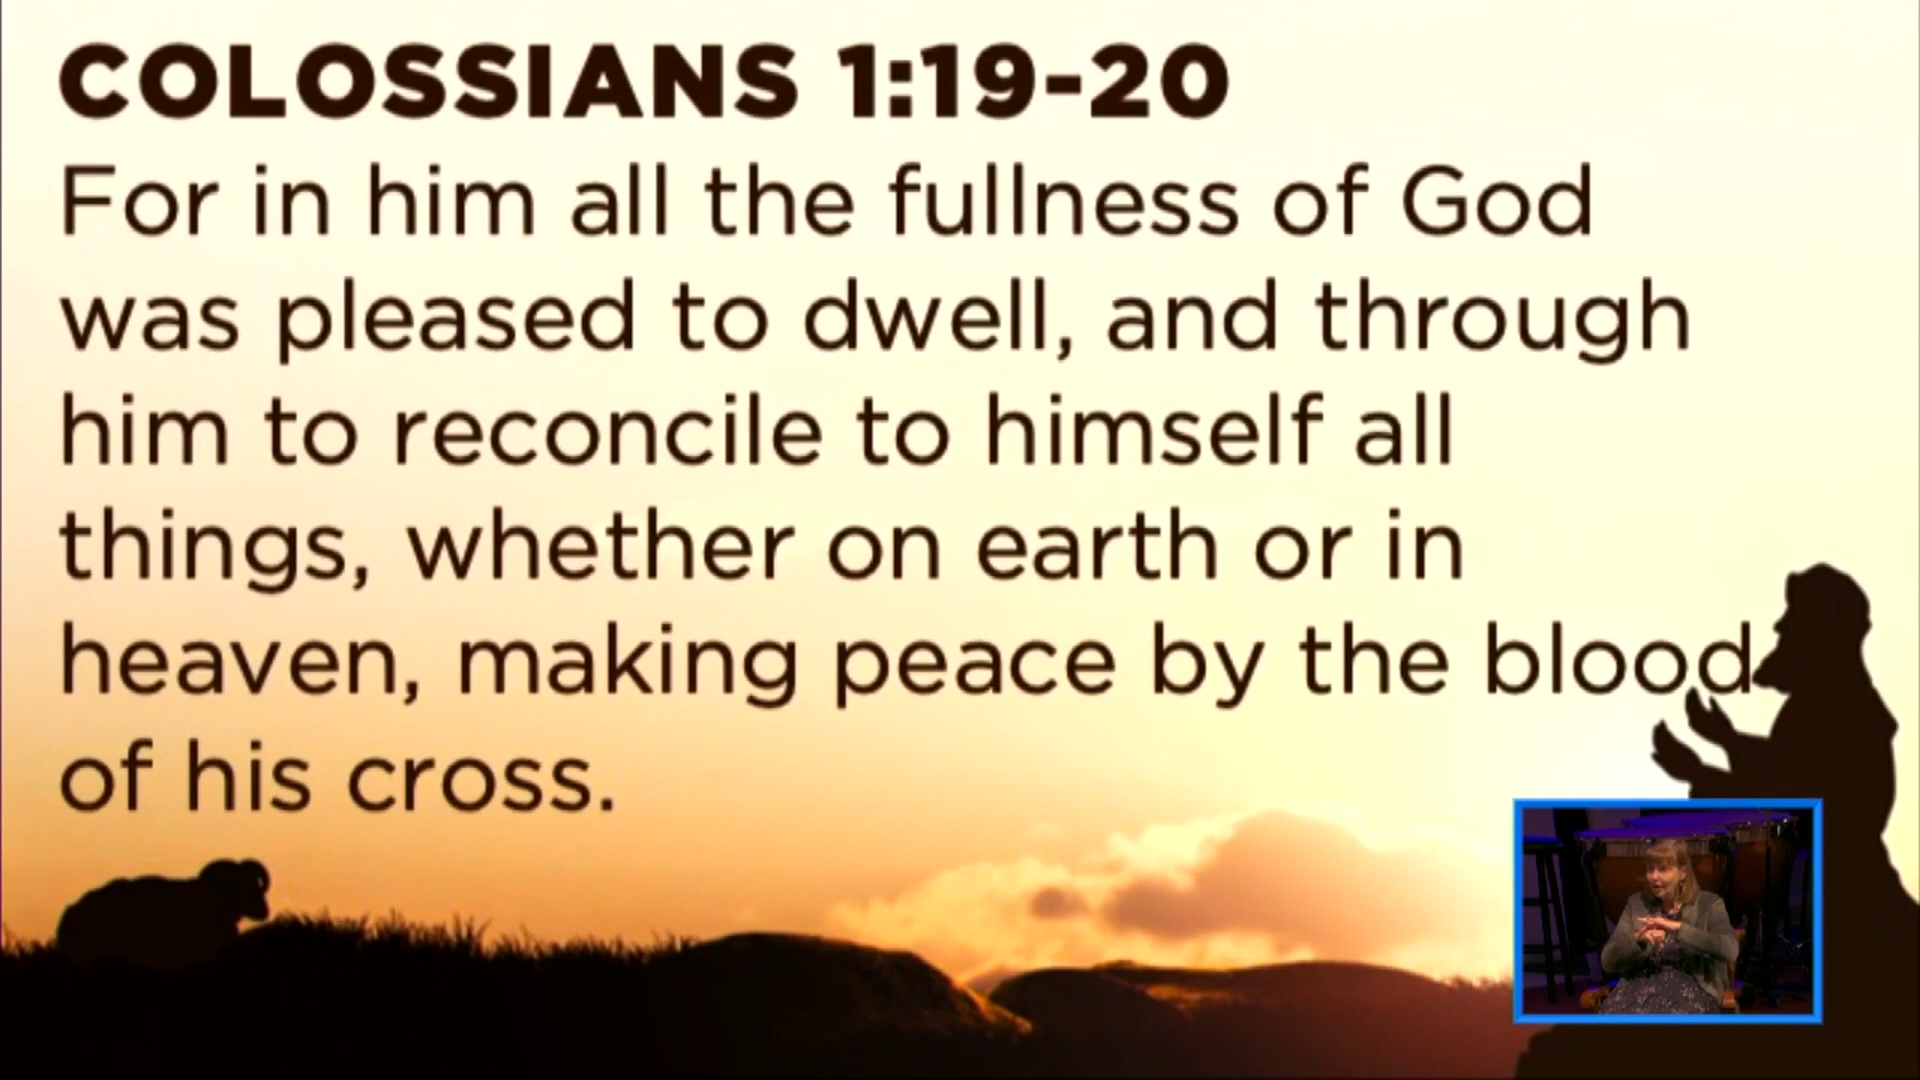 COLOSSIANS 1:19-20
For in him all the fullness of God
was pleased to dwell, and through
him to reconcile to himself all
things, whether on earth or in
heaven, making peace by the blood
of his cross.